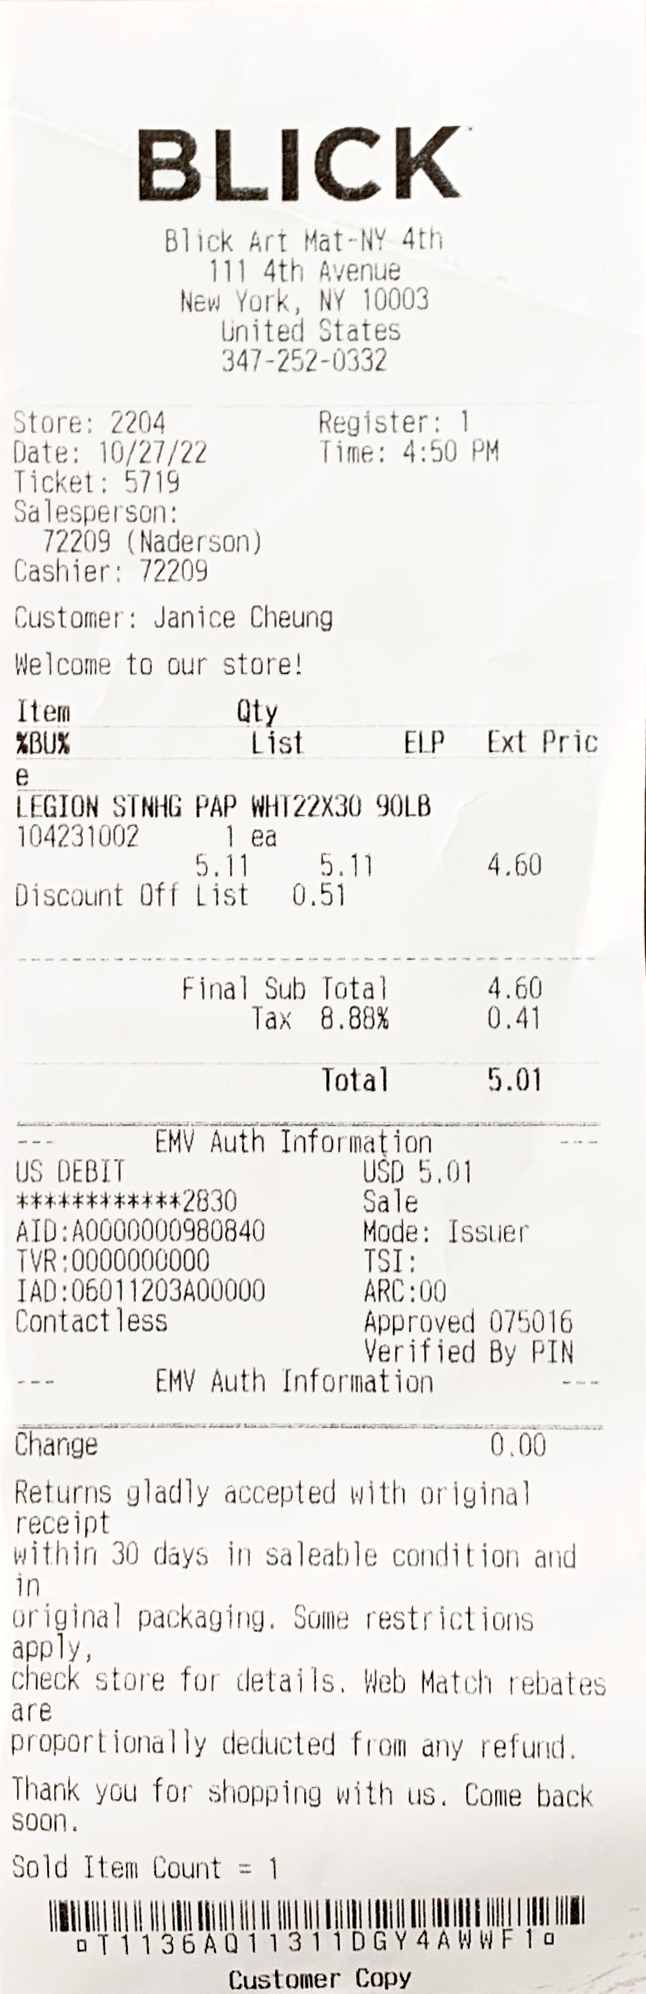 BLICK
Blick Art Mat-NY 4th
111 4th Avenue
New York, NY 10003
United States
347-252-0332
Store: 2204 Register: 1
Date: 10/27/22 Time: 4:50 PM
Ticket: 5719
Salesperson:
72209 (Naderson)
Cashier: 72209
Customer: Janice Cheung
Welcome to our store!
Item Qty
%BU% List ELP Ext Pric
e
LEGION STNHG PAP WHT22X30 90LB
104231002 1 ea
5.11 5.11 4.60
Discount Off List 0.51
Final Sub Total 4.60
Tax 8.88% 0.41
Total 5.01
--- EMV Auth Information ---
US DEBIT USD 5.01
************2830 Sale
AID:A0000000980840 Mode: Issuer
TVR:0000000000 TSI:
IAD:06011203A00000 ARC:00
Contactless Approved 075016
Verified By PIN
--- EMV Auth Information ---
Change 0.00
Returns gladly accepted with original
receipt
within 30 days in saleable condition and
in
original packaging. Some restrictions
apply,
check store for details. Web Match rebates
are
proportionally deducted from any refund.
Thank you for shopping with us. Come back
soon.
Sold Item Count = 1
¤T1136AQ11311DGY4AWWF1¤
Customer Copy